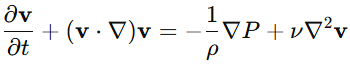 ∂𝐯/∂t + (𝐯 · ∇)𝐯 = −(1/ρ)∇P + ν∇²𝐯